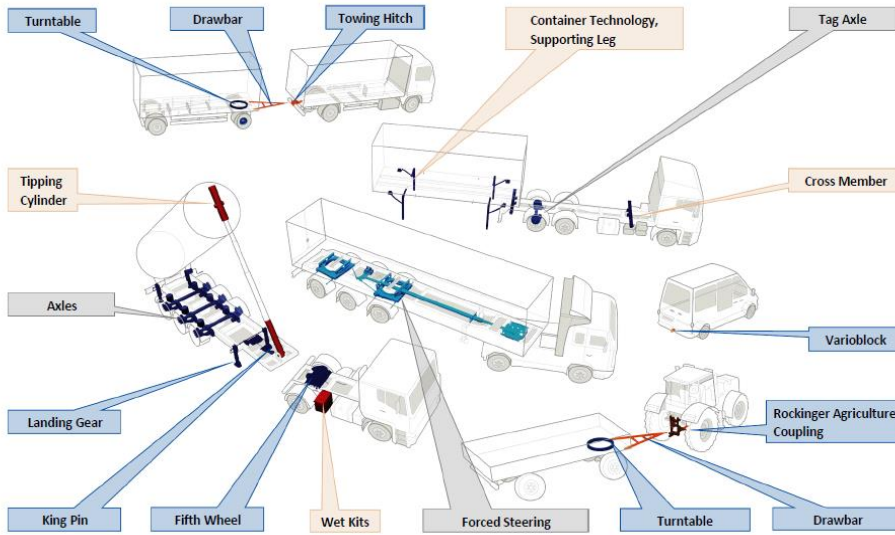 Turntable
Drawbar
Towing Hitch
Container Technology,
Supporting Leg
Tag Axle
Tipping
Cylinder
Cross Member
Axles
Varioblock
Landing Gear
Rockinger Agriculture
Coupling
King Pin
Fifth Wheel
Wet Kits
Forced Steering
Turntable
Drawbar